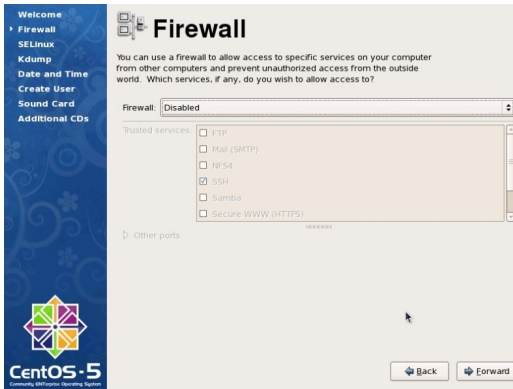 Welcome
Firewall
SELinux
Kdump
Date and Time
Create User
Sound Card
Additional CDs
Firewall
You can use a firewall to allow access to specific services on your computer
from other computers and prevent unauthorized access from the outside
world. Which services, if any, do you wish to allow access to?
Firewall: Disabled
Trusted services:
FTP
Mail (SMTP)
NFS4
SSH
Samba
Secure WWW (HTTPS)
Other ports
Back
Forward
CentOS-5
Community ENTerprise Operating System